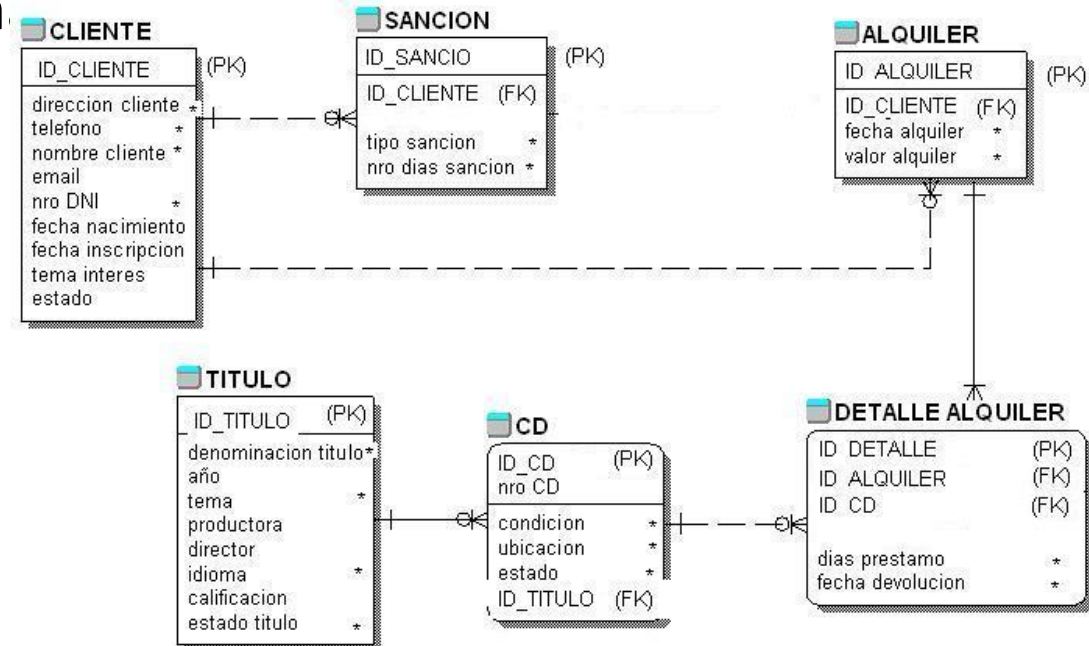 CLIENTE
ID_CLIENTE (PK)
direccion cliente *
telefono *
nombre cliente *
email
nro DNI *
fecha nacimiento
fecha inscripcion
tema interes
estado
SANCION
ID_SANCIO (PK)
ID_CLIENTE (FK)
tipo sancion *
nro dias sancion *
ALQUILER
ID ALQUILER (PK)
ID_CLIENTE (FK)
fecha alquiler *
valor alquiler *
TITULO
ID_TITULO (PK)
denominacion titulo*
año
tema *
productora
director
idioma *
calificacion
estado titulo *
CD
ID_CD (PK)
nro CD
condicion *
ubicacion *
estado *
ID_TITULO (FK)
DETALLE ALQUILER
ID DETALLE (PK)
ID ALQUILER (FK)
ID CD (FK)
dias prestamo *
fecha devolucion *